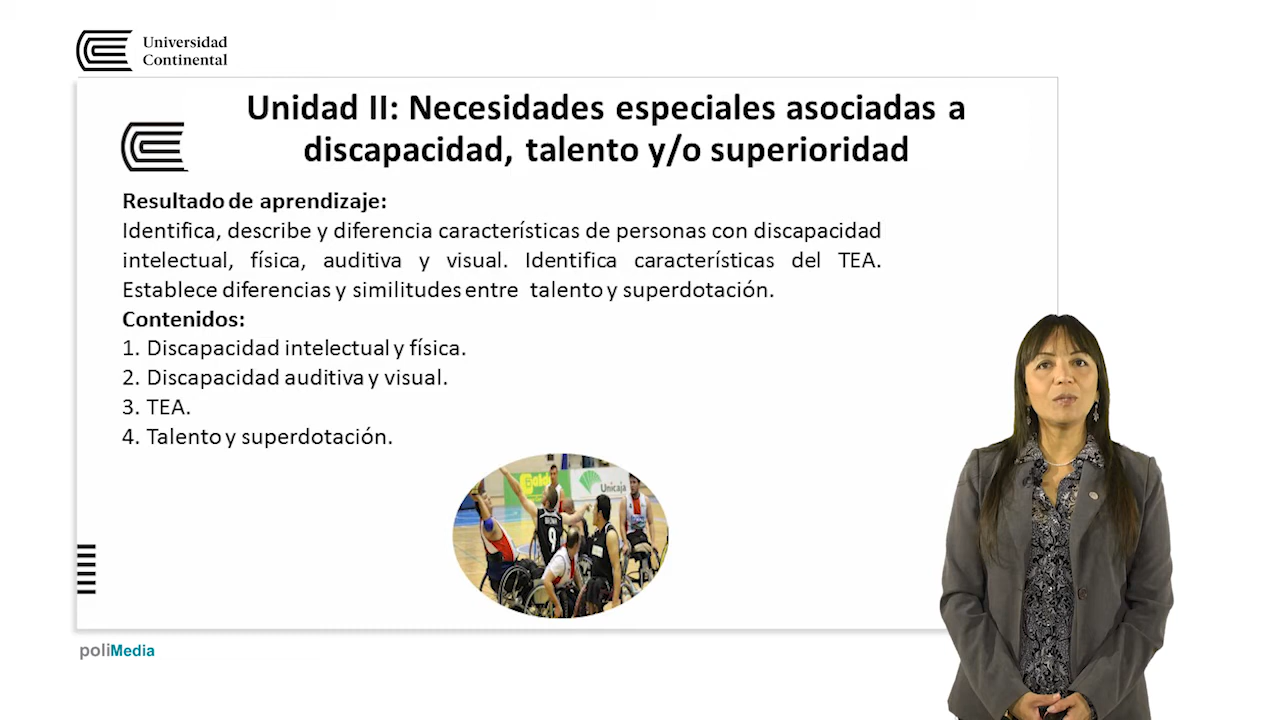 Universidad
Continental
Unidad II: Necesidades especiales asociadas a
discapacidad, talento y/o superioridad
Resultado de aprendizaje:
Identifica, describe y diferencia características de personas con discapacidad
intelectual, física, auditiva y visual. Identifica características del TEA.
Establece diferencias y similitudes entre talento y superdotación.
Contenidos:
1. Discapacidad intelectual y física.
2. Discapacidad auditiva y visual.
3. TEA.
4. Talento y superdotación.
Unicaja
9
poliMedia